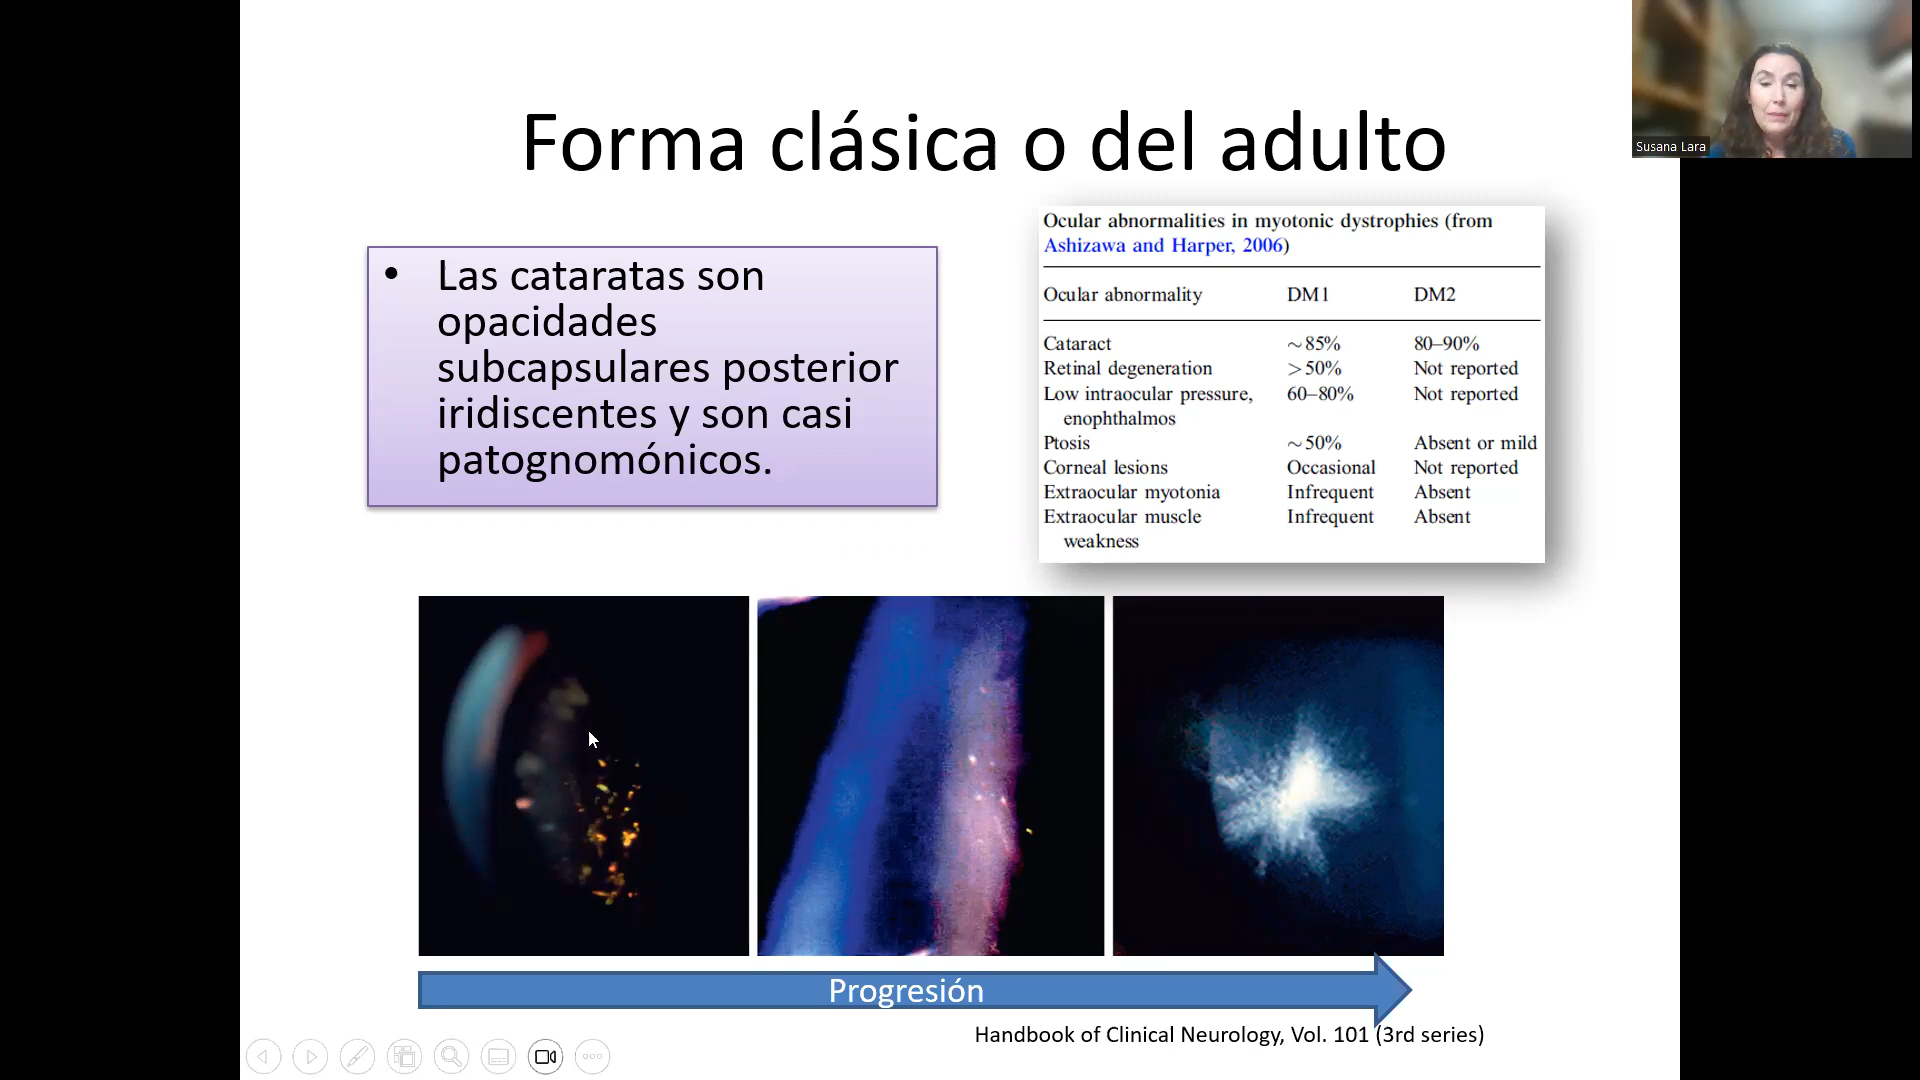 Forma clásica o del adulto
Susana Lara
• Las cataratas son
opacidades
subcapsulares posterior
iridiscentes y son casi
patognomónicos.
Ocular abnormalities in myotonic dystrophies (from
Ashizawa and Harper, 2006)
Ocular abnormality DM1 DM2
Cataract ~85% 80–90%
Retinal degeneration >50% Not reported
Low intraocular pressure, 60–80% Not reported
enophthalmos
Ptosis ~50% Absent or mild
Corneal lesions Occasional Not reported
Extraocular myotonia Infrequent Absent
Extraocular muscle Infrequent Absent
weakness
Progresión
Handbook of Clinical Neurology, Vol. 101 (3rd series)